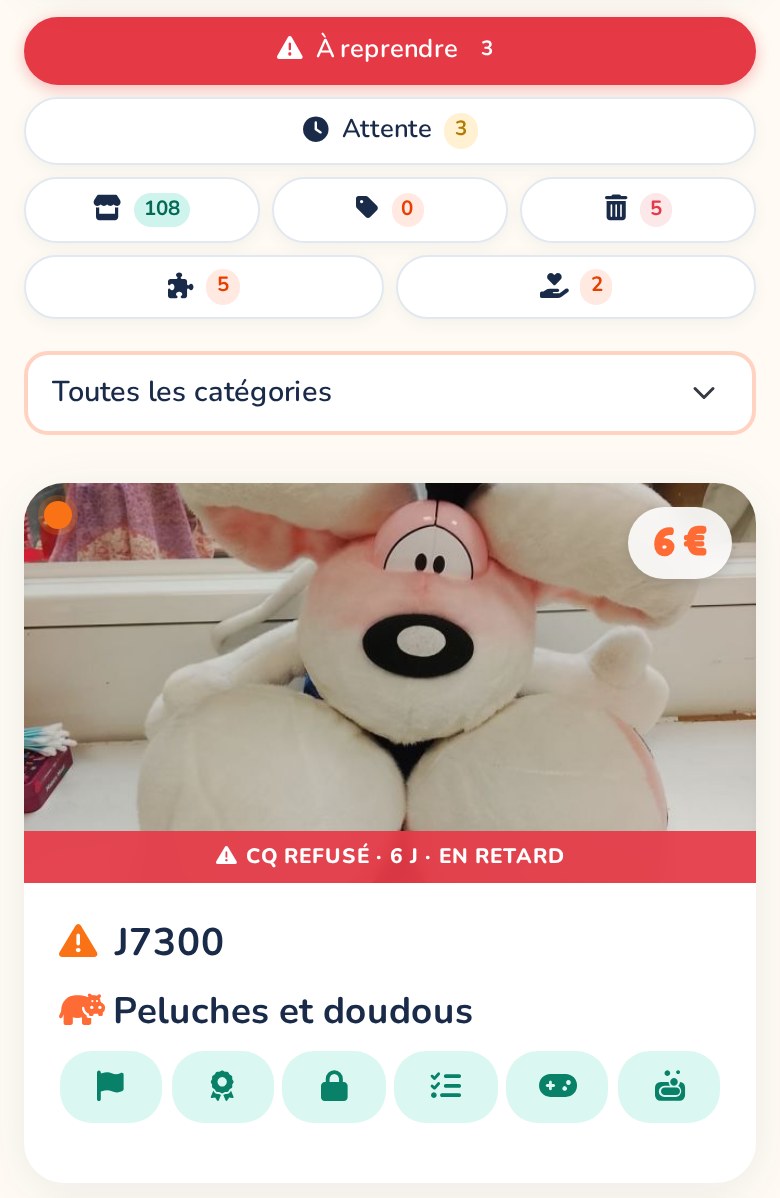 À reprendre 3
Attente 3
108
0
5
5
2
Toutes les catégories
6 €
CQ REFUSÉ · 6 J · EN RETARD
J7300
Peluches et doudous